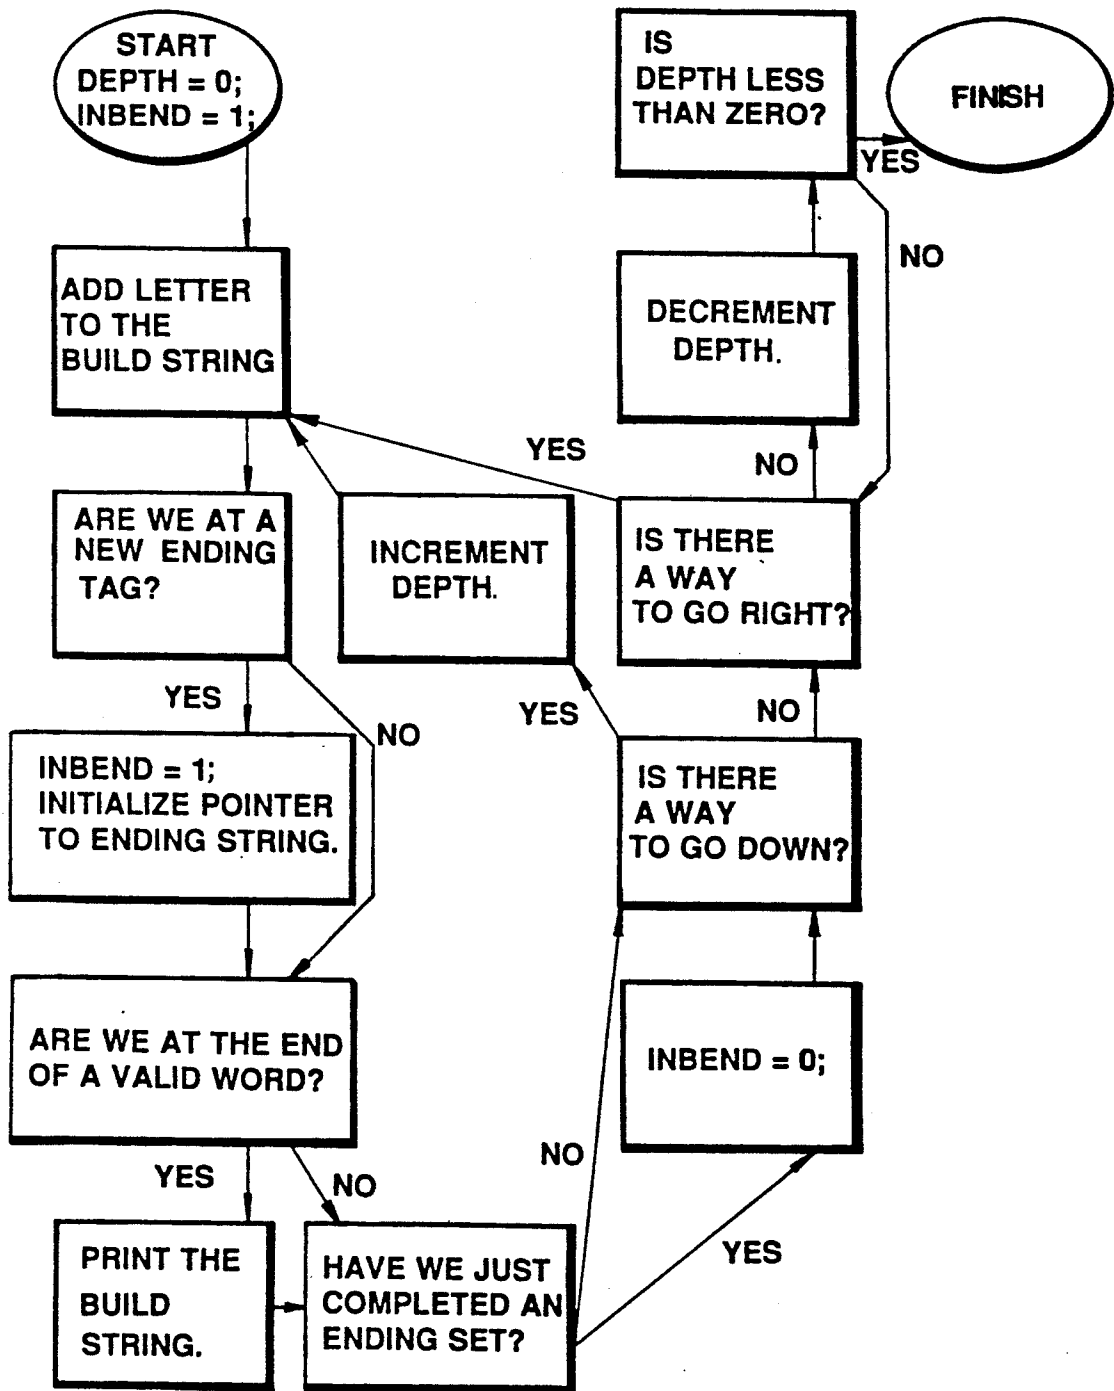 START
DEPTH = 0;
INBEND = 1;
ADD LETTER
TO THE
BUILD STRING
ARE WE AT A
NEW ENDING
TAG?
YES
NO
INBEND = 1;
INITIALIZE POINTER
TO ENDING STRING.
ARE WE AT THE END
OF A VALID WORD?
YES
NO
PRINT THE
BUILD
STRING.
HAVE WE JUST
COMPLETED AN
ENDING SET?
NO
YES
INBEND = 0;
IS THERE
A WAY
TO GO DOWN?
YES
NO
INCREMENT
DEPTH.
IS THERE
A WAY
TO GO RIGHT?
YES
NO
DECREMENT
DEPTH.
IS
DEPTH LESS
THAN ZERO?
YES
NO
FINISH